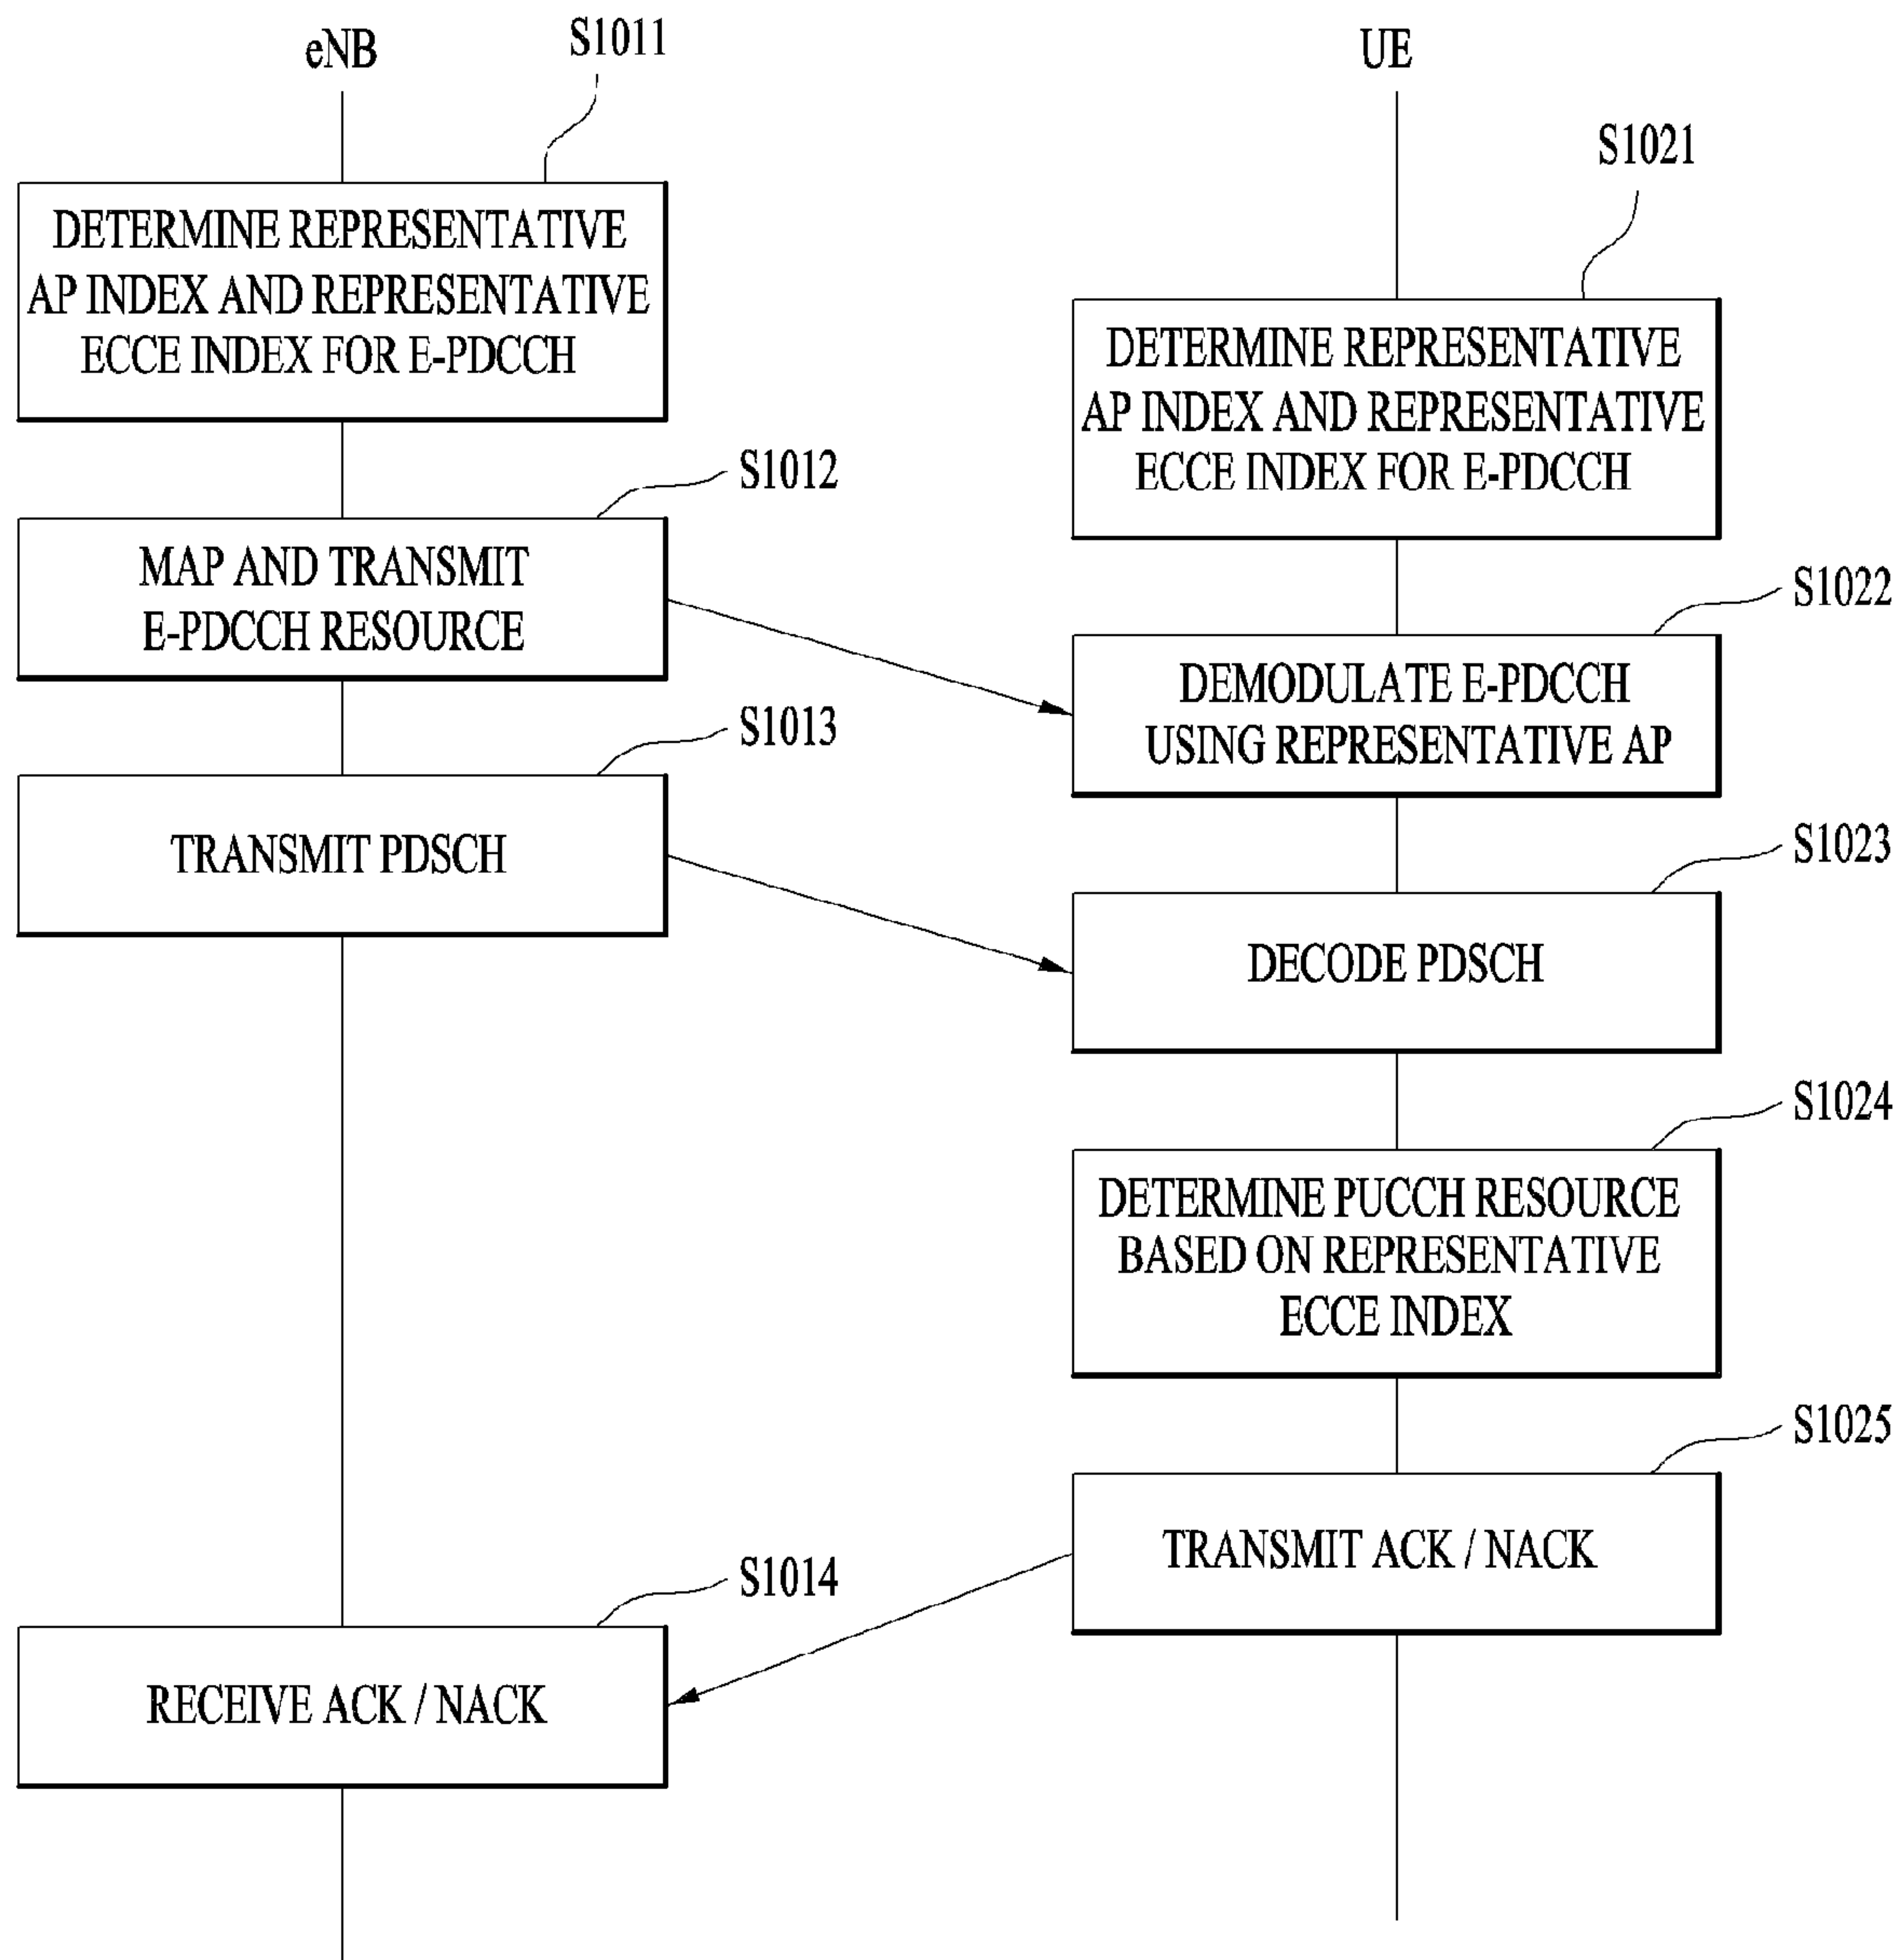 eNB
S1011
DETERMINE REPRESENTATIVE
AP INDEX AND REPRESENTATIVE
ECCE INDEX FOR E-PDCCH
S1012
MAP AND TRANSMIT
E-PDCCH RESOURCE
S1013
TRANSMIT PDSCH
S1014
RECEIVE ACK / NACK
UE
S1021
DETERMINE REPRESENTATIVE
AP INDEX AND REPRESENTATIVE
ECCE INDEX FOR E-PDCCH
S1022
DEMODULATE E-PDCCH
USING REPRESENTATIVE AP
S1023
DECODE PDSCH
S1024
DETERMINE PUCCH RESOURCE
BASED ON REPRESENTATIVE
ECCE INDEX
S1025
TRANSMIT ACK / NACK